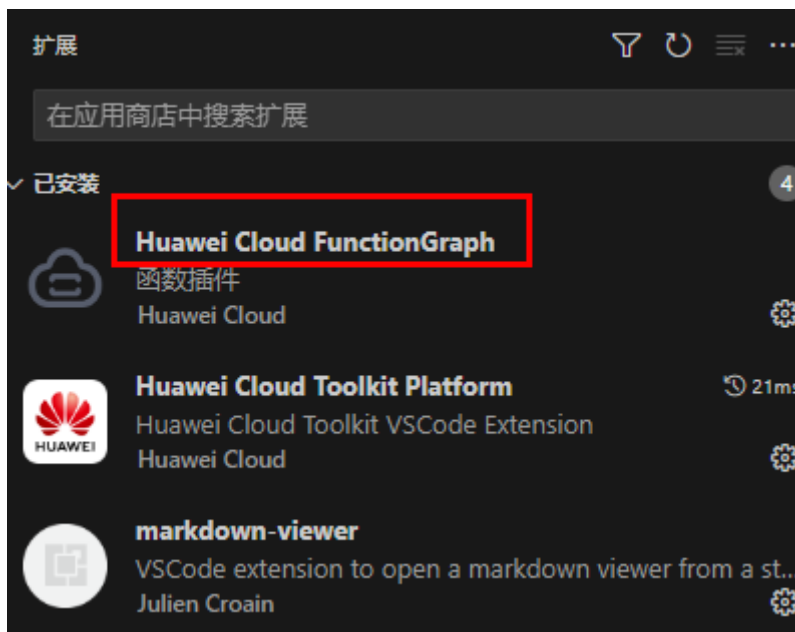 扩展
在应用商店中搜索扩展
已安装
4
Huawei Cloud FunctionGraph
函数插件
Huawei Cloud
Huawei Cloud Toolkit Platform
21ms
HUAWEI
Huawei Cloud Toolkit VSCode Extension
Huawei Cloud
markdown-viewer
VSCode extension to open a markdown viewer from a st...
Julien Croain